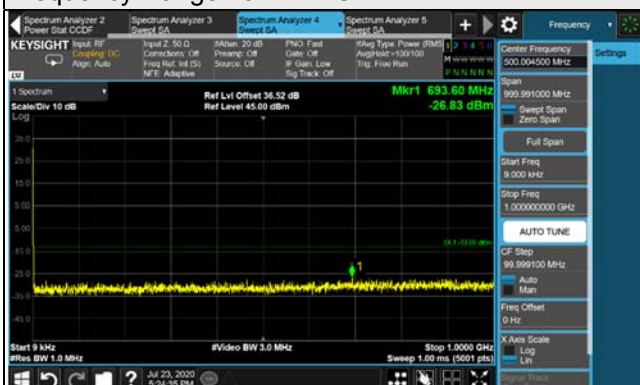 Spectrum Analyzer 2
Power Stat CCDF
Spectrum Analyzer 3
Swept SA
Spectrum Analyzer 4
Swept SA
Spectrum Analyzer 5
Swept SA
+
Frequency
KEYSIGHT
Input: RF
Coupling: DC
Align: Auto
Input Z: 50 Ω
Corrections: Off
Freq Ref: Int (S)
NFE: Adaptive
#Atten: 20 dB
Preamp: Off
Source: Off
PNO: Fast
Gate: Off
IF Gain: Low
Sig Track: Off
#Avg Type: Power (RMS
Avg|Hold:>100/100
Trig: Free Run
1 2 3 4 5 6
M W W W W W
P N N N N N
1 Spectrum
Scale/Div 10 dB
Log
Ref Lvl Offset 36.52 dB
Ref Level 45.00 dBm
Mkr1 693.60 MHz
-26.83 dBm
35.0
25.0
15.0
5.00
-5.00
-15.0
-25.0
-35.0
-45.0
DL1 -13.00 dBm
1
Start 9 kHz
#Res BW 1.0 MHz
#Video BW 3.0 MHz
Stop 1.0000 GHz
Sweep 1.00 ms (5001 pts)
Jul 23, 2020
Center Frequency
500.004500 MHz
Settings
Span
999.991000 MHz
Swept Span
Zero Span
Full Span
Start Freq
9.000 kHz
Stop Freq
1.000000000 GHz
AUTO TUNE
CF Step
99.999100 MHz
Auto
Man
Freq Offset
0 Hz
X Axis Scale
Log
Lin
Signal Track